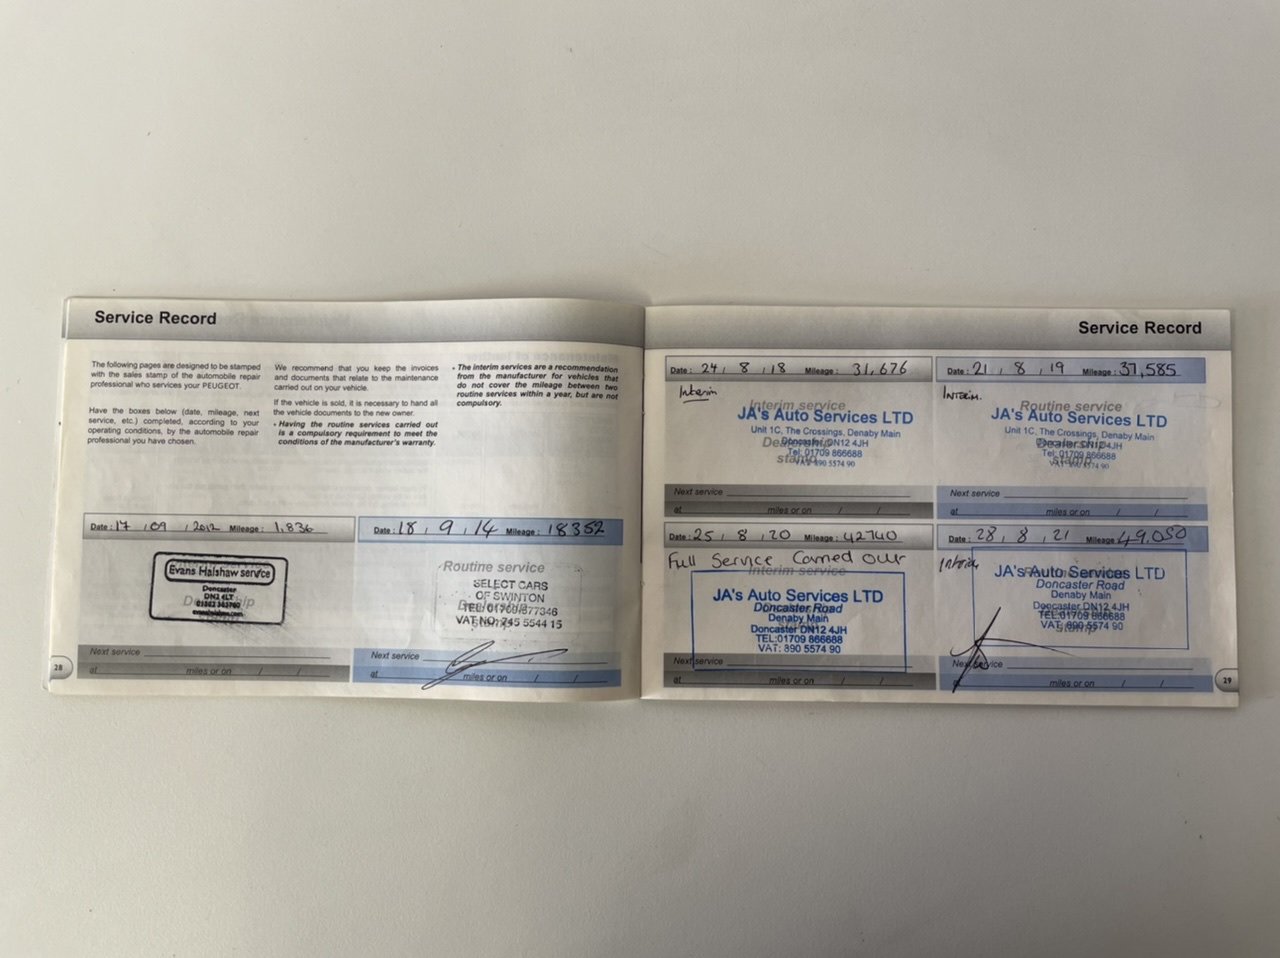 Service Record
The following pages are designed to be stamped
with the sales stamp of the automobile repair
professional who services your PEUGEOT.
Have the boxes below (date, mileage, next
service, etc.) completed, according to your
operating conditions, by the automobile repair
professional you have chosen.
We recommend that you keep the invoices
and documents that relate to the maintenance
carried out on your vehicle.
If the vehicle is sold, it is necessary to hand all
the vehicle documents to the new owner.
• Having the routine services carried out
is a compulsory requirement to meet the
conditions of the manufacturer's warranty.
• The interim services are a recommendation
from the manufacturer for vehicles that
do not cover the mileage between two
routine services within a year, but are not
compulsory.
Date: 17 / 09 / 2012 Mileage: 1,836
Evans Halshaw service
Doncaster
DN2 4LT
Next service
at miles or on / /
Date: 18 / 9 / 14 Mileage: 18352
Routine service
SELECT CARS
OF SWINTON
TEL: 01709 877346
VAT NO: 745 5544 15
Next service
at miles or on / /
28
Service Record
Date: 24 / 8 / 18 Mileage: 31,676
Interim
Interim service
JA's Auto Services LTD
Unit 1C, The Crossings, Denaby Main
Dealership
Doncaster DN12 4JH
Tel: 01709 866688
stamp
VAT: 890 5574 90
Next service
at miles or on / /
Date: 21 / 8 / 19 Mileage: 37,585
Interim.
Routine service
JA's Auto Services LTD
Unit 1C, The Crossings, Denaby Main
Dealership
Doncaster DN12 4JH
Tel: 01709 866688
stamp
VAT: 890 5574 90
Next service
at miles or on / /
Date: 25 / 8 / 20 Mileage: 42740
Full Service Carried Out
Interim service
JA's Auto Services LTD
Doncaster Road
Denaby Main
Doncaster DN12 4JH
TEL:01709 866688
VAT: 890 5574 90
Next service
at miles or on / /
Date: 28 / 8 / 21 Mileage: 49,050
Interim
Routine service
JA's Auto Services LTD
Doncaster Road
Denaby Main
Doncaster DN12 4JH
TEL:01709 866688
VAT: 890 5574 90
stamp
Next service
at miles or on / /
29